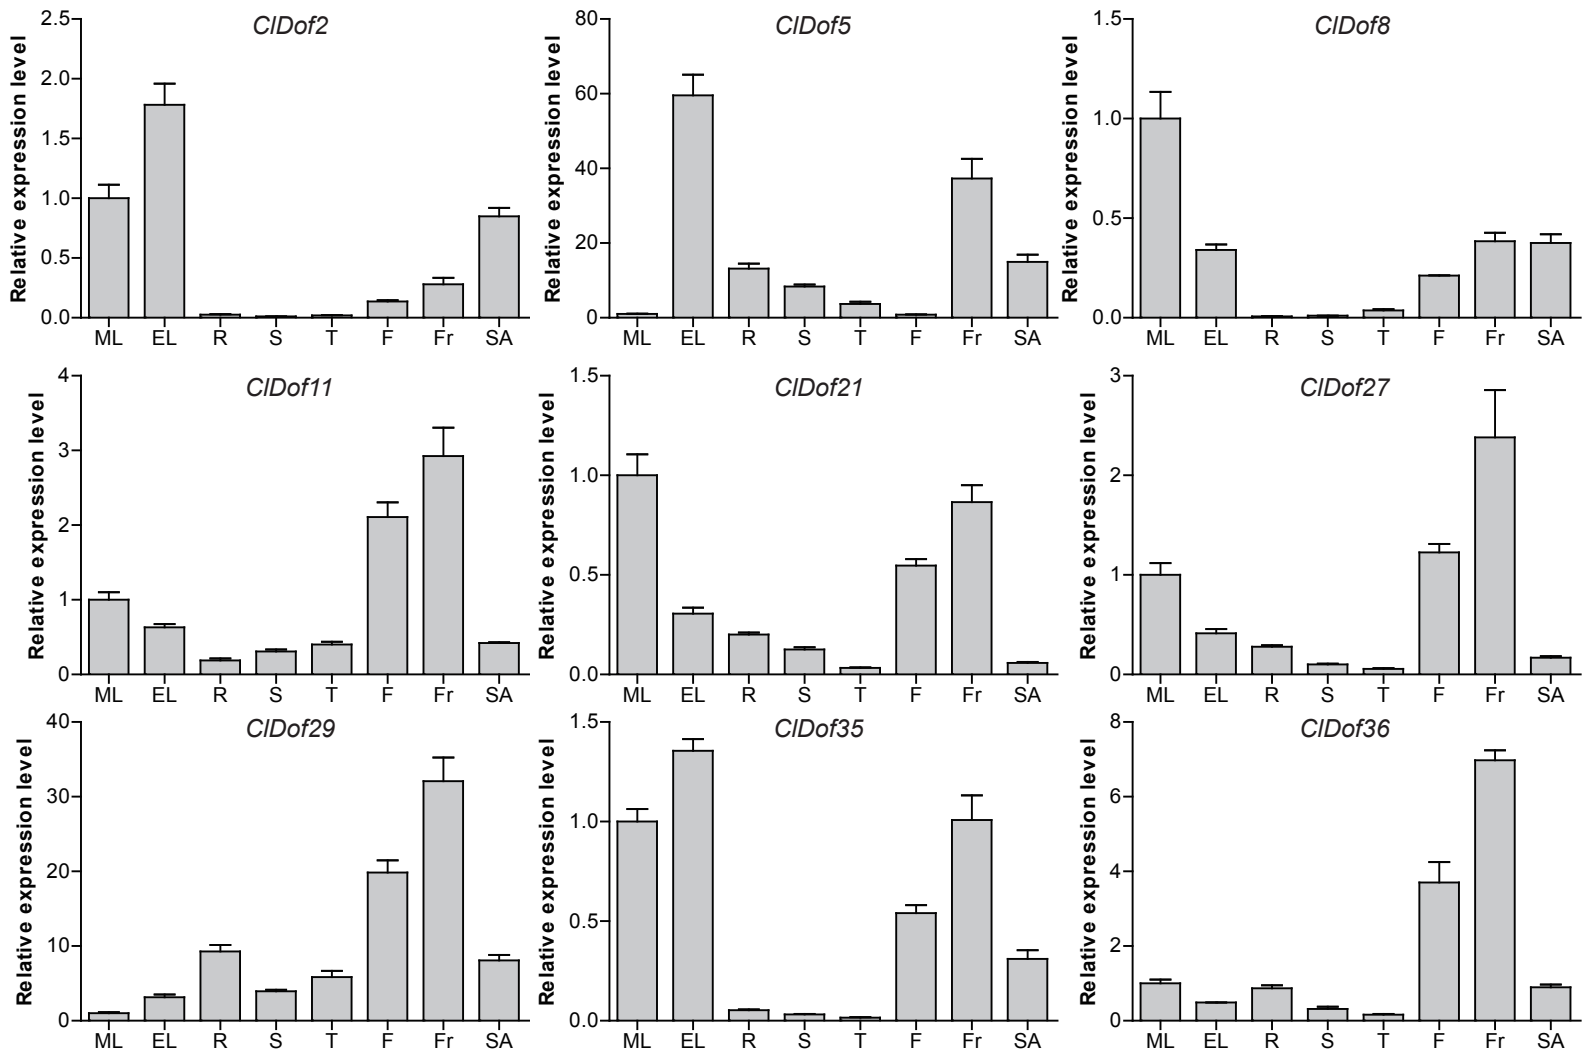 ClDof2
Relative expression level
2.5
2.0
1.5
1.0
0.5
0.0
ML EL R S T F Fr SA
ClDof5
Relative expression level
80
60
40
20
0
ML EL R S T F Fr SA
ClDof8
Relative expression level
1.5
1.0
0.5
0.0
ML EL R S T F Fr SA
ClDof11
Relative expression level
4
3
2
1
0
ML EL R S T F Fr SA
ClDof21
Relative expression level
1.5
1.0
0.5
0.0
ML EL R S T F Fr SA
ClDof27
Relative expression level
3
2
1
0
ML EL R S T F Fr SA
ClDof29
Relative expression level
40
30
20
10
0
ML EL R S T F Fr SA
ClDof35
Relative expression level
1.5
1.0
0.5
0.0
ML EL R S T F Fr SA
ClDof36
Relative expression level
8
6
4
2
0
ML EL R S T F Fr SA